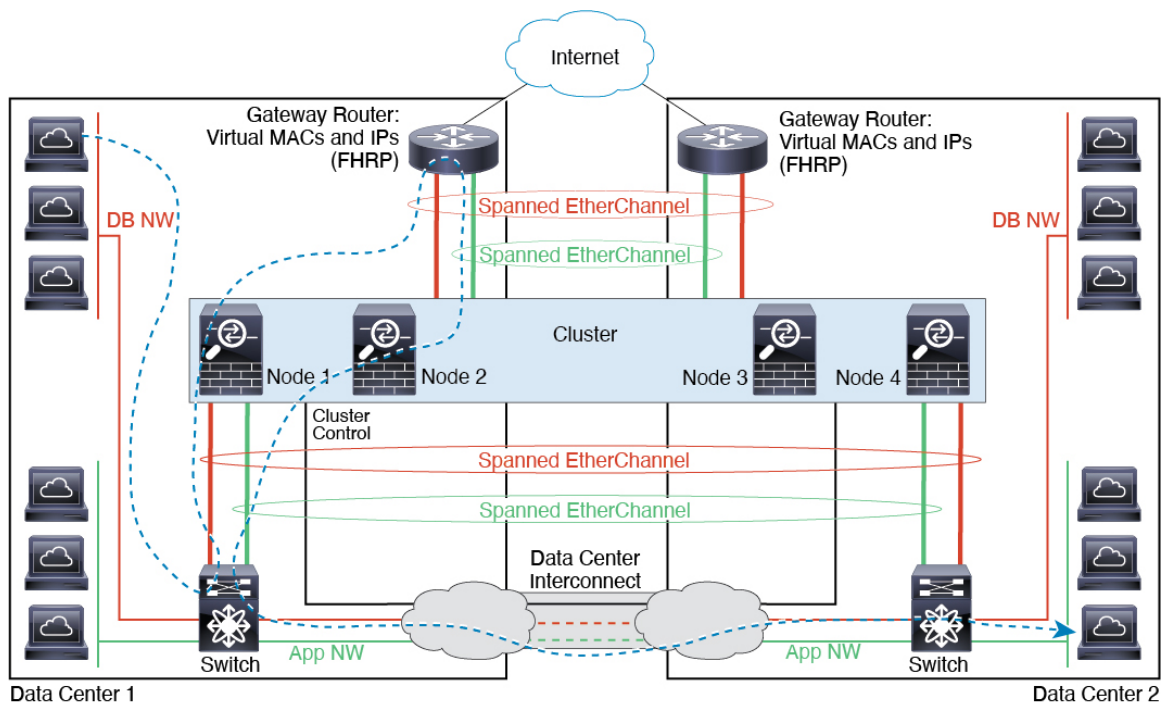 Internet
Gateway Router:
Virtual MACs and IPs
(FHRP)
Gateway Router:
Virtual MACs and IPs
(FHRP)
DB NW
Spanned EtherChannel
DB NW
Spanned EtherChannel
Cluster
Node 1
Node 2
Node 3
Node 4
Cluster
Control
Spanned EtherChannel
Spanned EtherChannel
Data Center
Interconnect
Switch
App NW
App NW
Switch
Data Center 1
Data Center 2